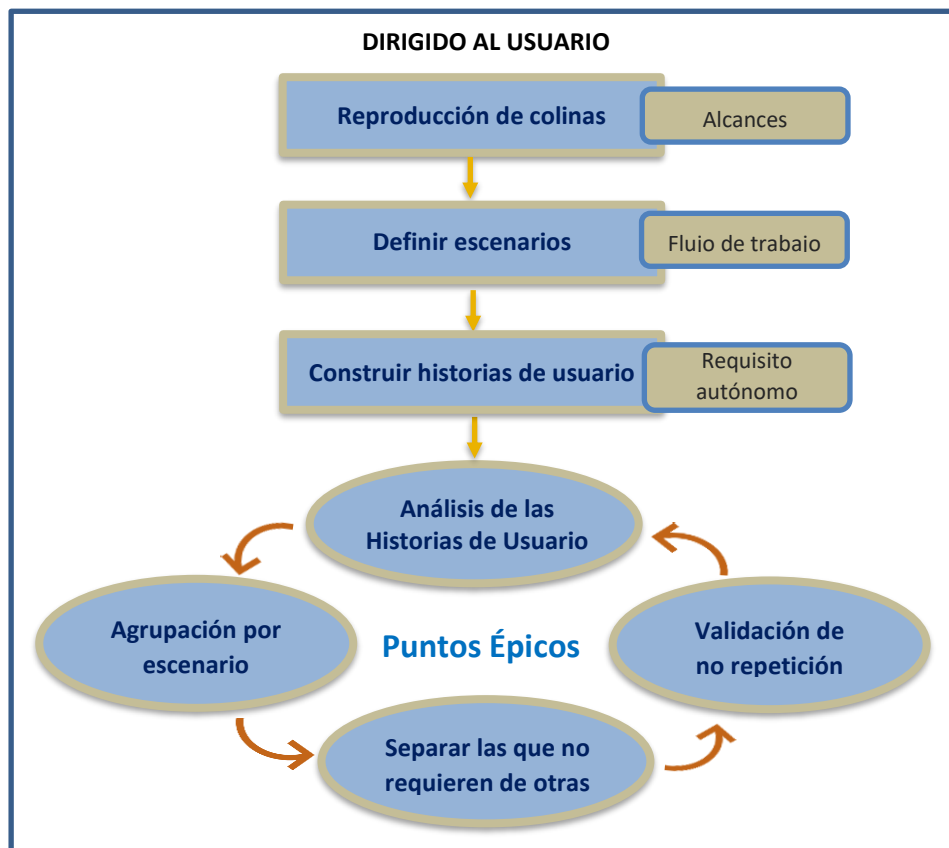 DIRIGIDO AL USUARIO
Reproducción de colinas
Alcances
Definir escenarios
Flujo de trabajo
Construir historias de usuario
Requisito
autónomo
Análisis de las
Historias de Usuario
Agrupación por
escenario
Puntos Épicos
Validación de
no repetición
Separar las que no
requieren de otras